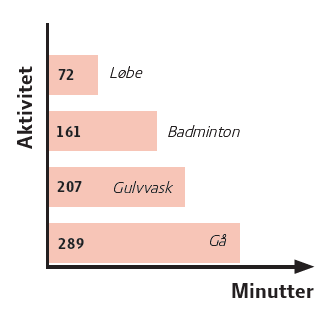 Aktivitet
72 Løbe
161 Badminton
207 Gulvvask
289 Gå
Minutter